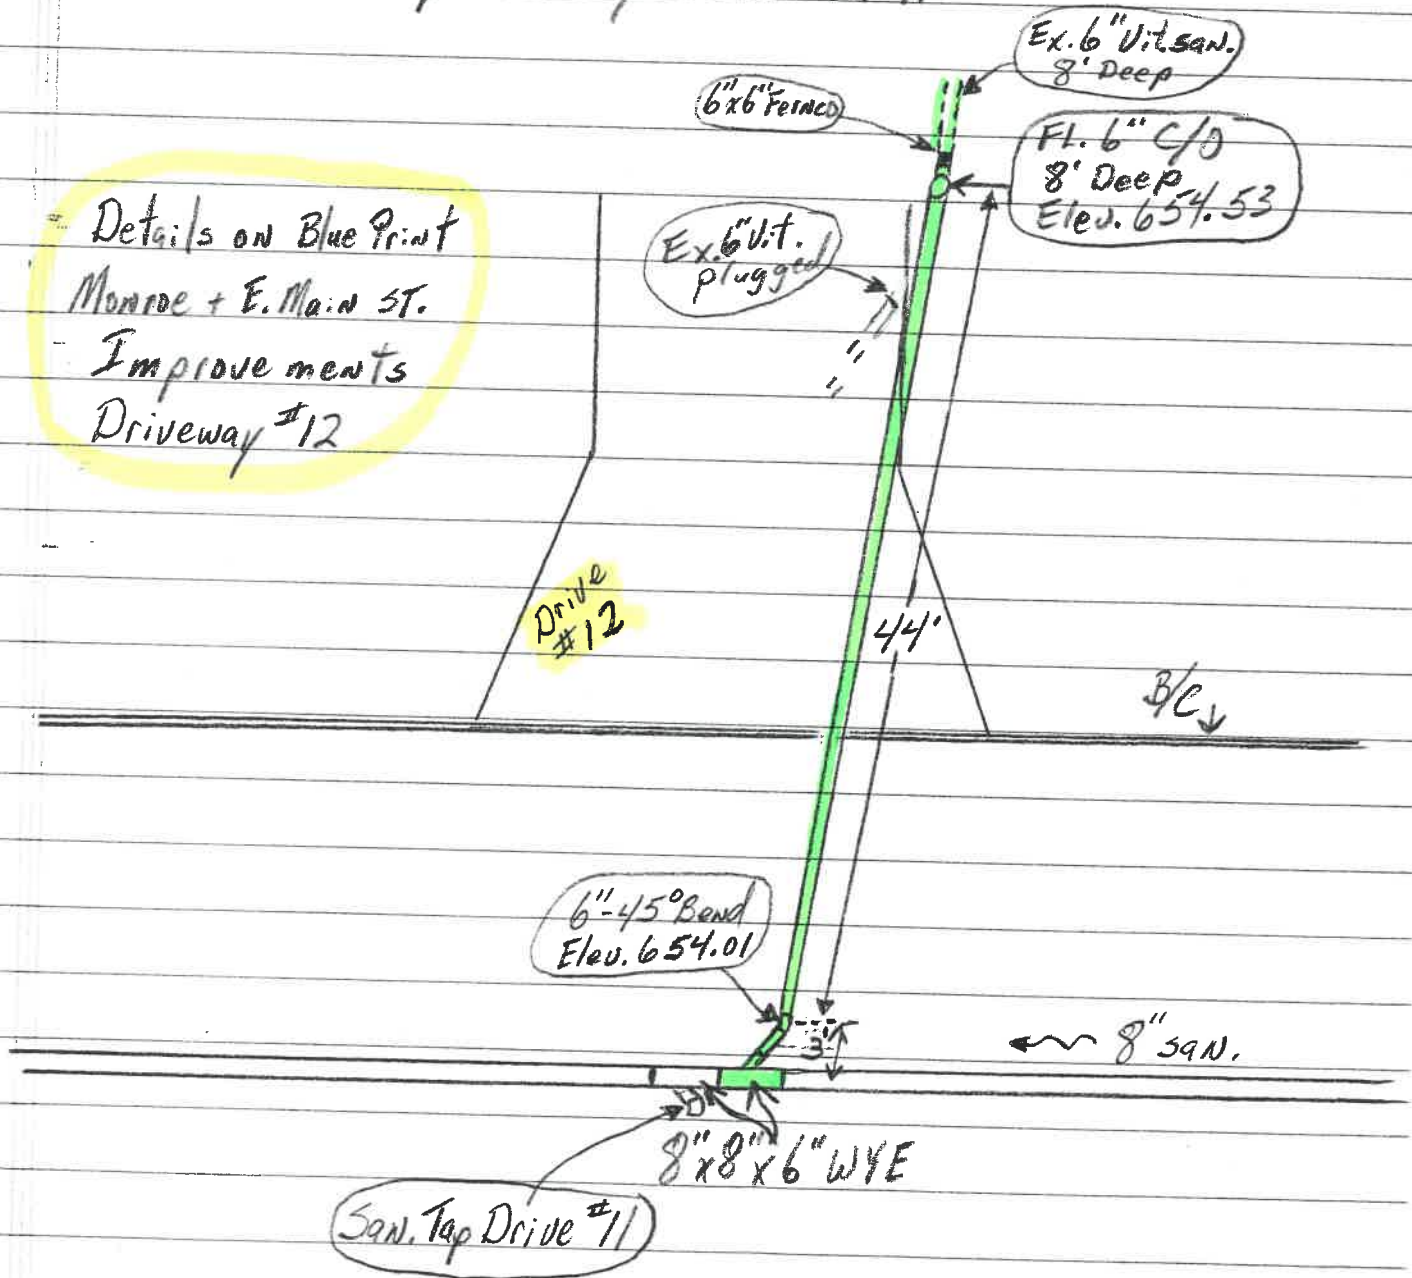 Ex. 6" Vit. san.
8' Deep
6"x6" Fernco
FL. 6" C/O
8' Deep
Elev. 654.53
Details on Blue Print
Monroe + E. Main ST.
Improvements
Driveway #12
Ex. 6" Vit.
plugged
Drive
#12
44'
B/C
6"-45° Bend
Elev. 654.01
3'
8" san.
8"x8"x6" WYE
San. Tap Drive #11